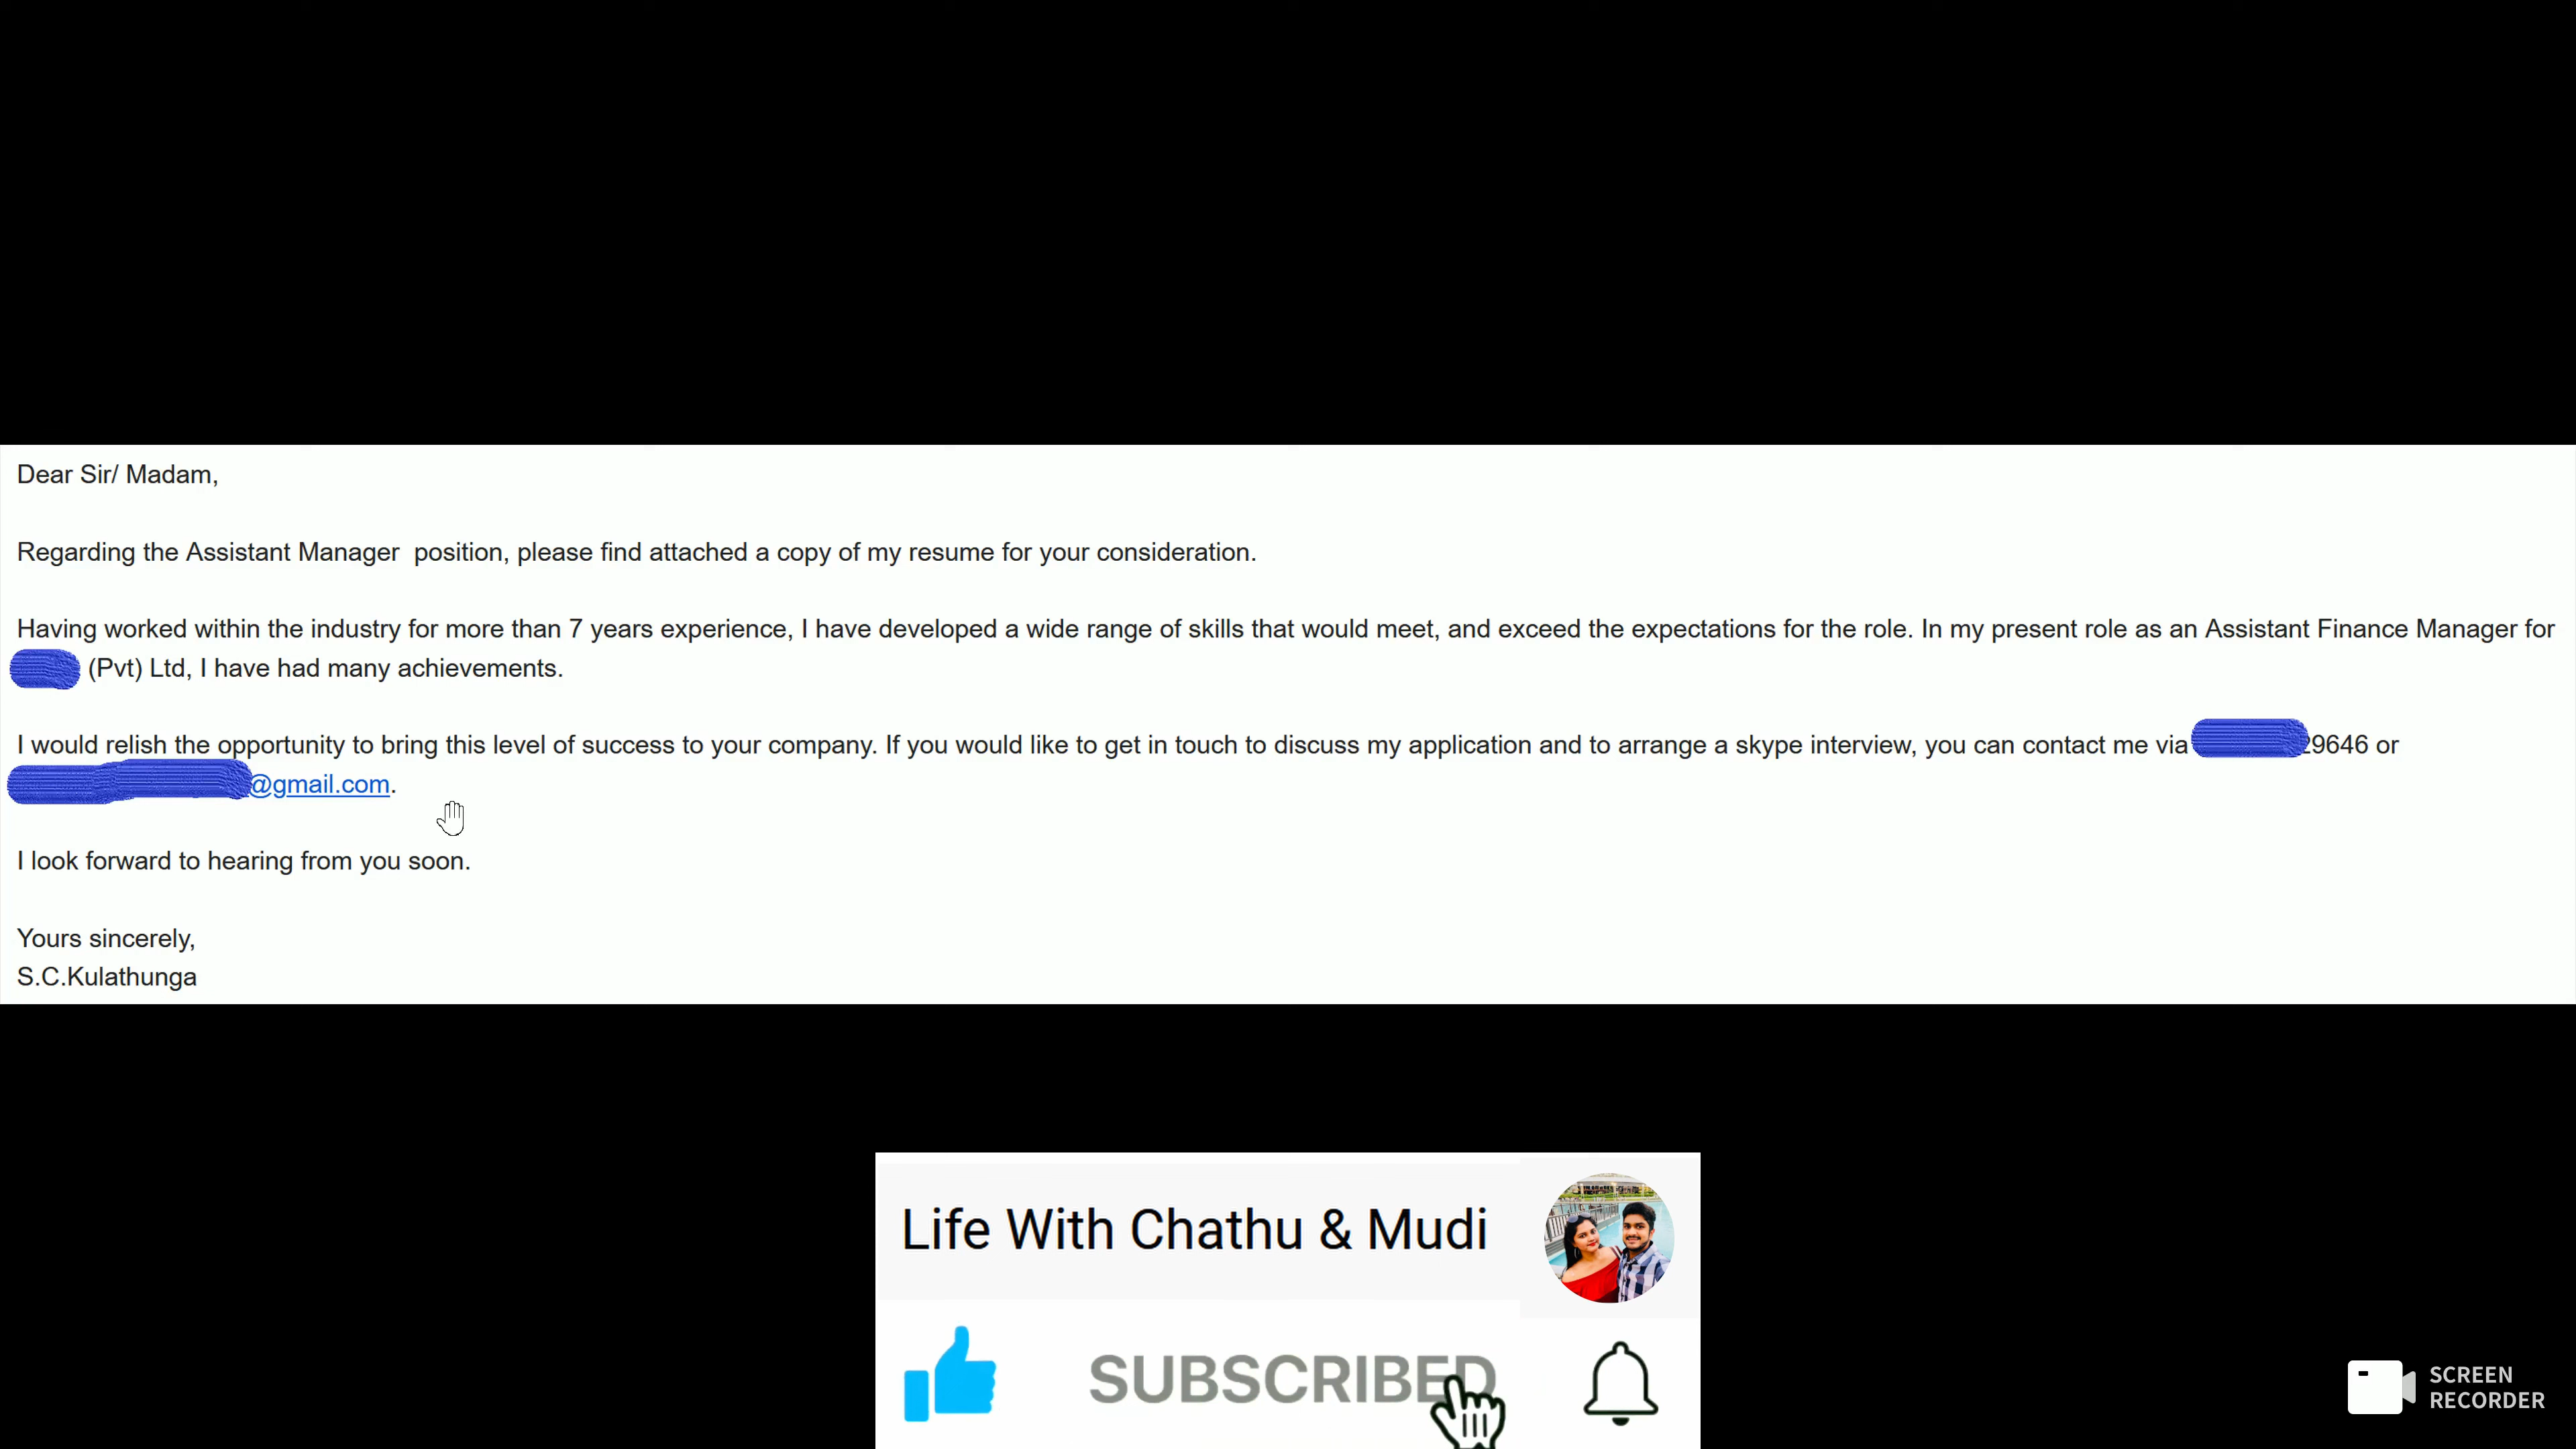 Dear Sir/ Madam,
Regarding the Assistant Manager  position, please find attached a copy of my resume for your consideration.
Having worked within the industry for more than 7 years experience, I have developed a wide range of skills that would meet, and exceed the expectations for the role. In my present role as an Assistant Finance Manager for
(Pvt) Ltd, I have had many achievements.
I would relish the opportunity to bring this level of success to your company. If you would like to get in touch to discuss my application and to arrange a skype interview, you can contact me via 29646 or
@gmail.com.
I look forward to hearing from you soon.
Yours sincerely,
S.C.Kulathunga
Life With Chathu & Mudi
SUBSCRIBED
SCREEN
RECORDER